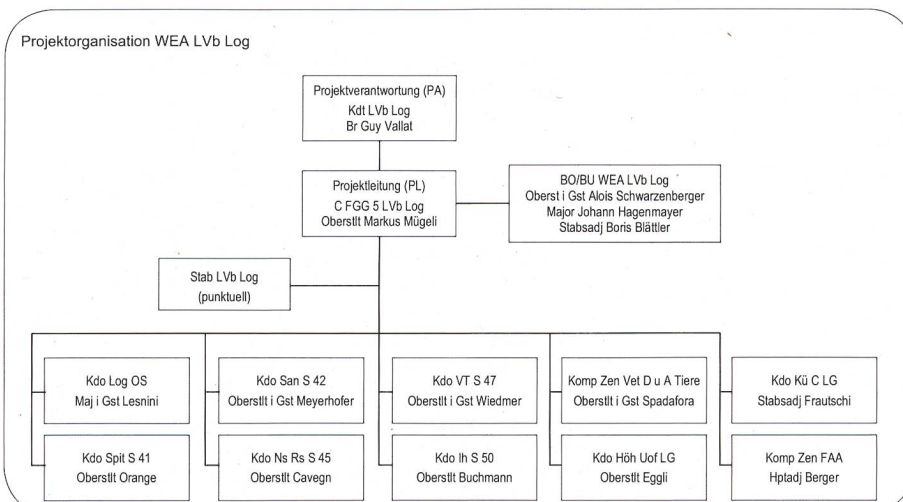 Projektorganisation WEA LVb Log
Projektverantwortung (PA)
Kdt LVb Log
Br Guy Vallat
Projektleitung (PL)
C FGG 5 LVb Log
Oberstlt Markus Mügeli
BO/BU WEA LVb Log
Oberst i Gst Alois Schwarzenberger
Major Johann Hagenmayer
Stabsadj Boris Blättler
Stab LVb Log
(punktuell)
Kdo Log OS
Maj i Gst Lesnini
Kdo San S 42
Oberstlt i Gst Meyerhofer
Kdo VT S 47
Oberstlt i Gst Wiedmer
Komp Zen Vet D u A Tiere
Oberstlt i Gst Spadafora
Kdo Kü C LG
Stabsadj Frautschi
Kdo Spit S 41
Oberstlt Orange
Kdo Ns Rs S 45
Oberstlt Cavegn
Kdo Ih S 50
Oberstlt Buchmann
Kdo Höh Uof LG
Oberstlt Eggli
Komp Zen FAA
Hptadj Berger